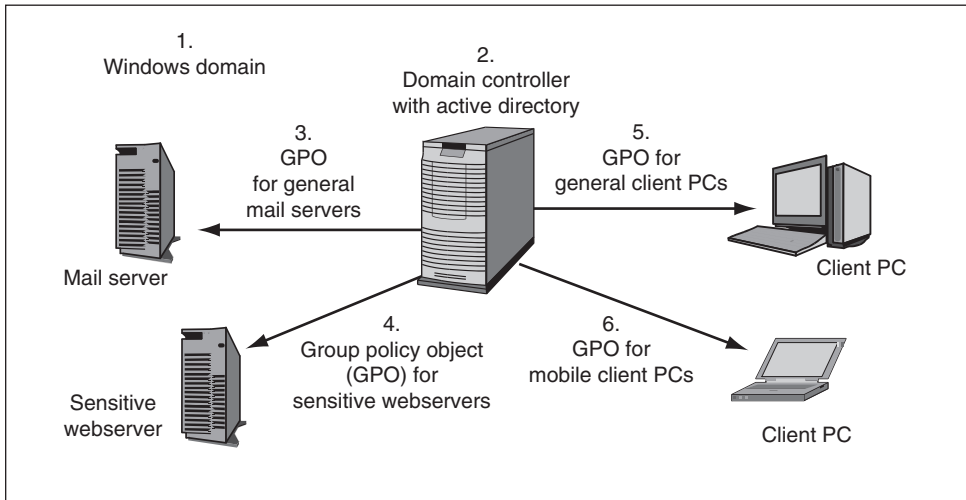 1.
Windows domain
2.
Domain controller
with active directory
3.
GPO
for general
mail servers
5.
GPO for
general client PCs
Mail server
Client PC
4.
Group policy object
(GPO) for
sensitive webservers
6.
GPO for
mobile client PCs
Sensitive
webserver
Client PC